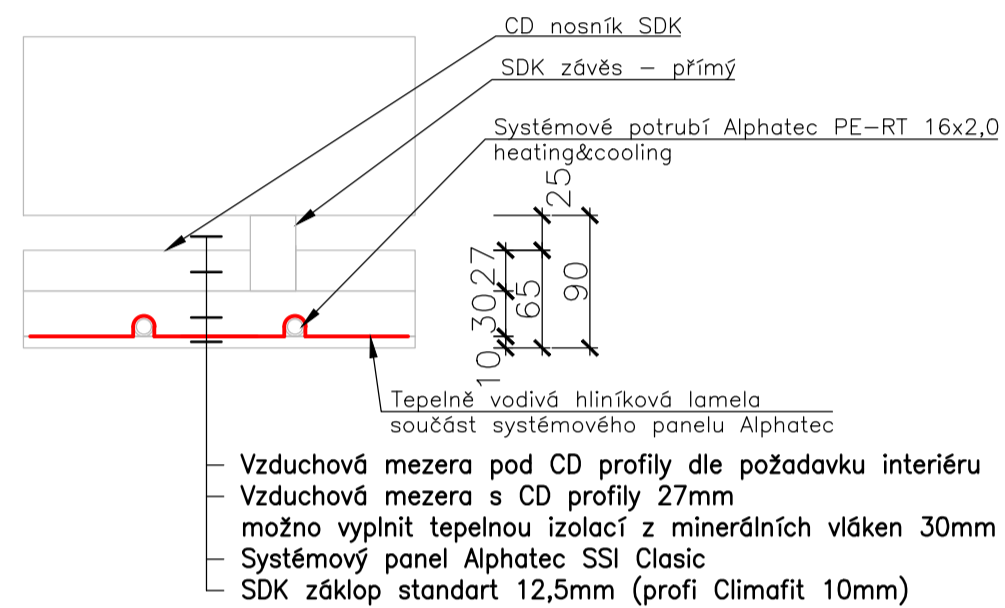 CD nosník SDK
SDK závěs – přímý
Systémové potrubí Alphatec PE–RT 16x2,0
heating&cooling
25
27
65
90
30
10
Tepelně vodivá hliníková lamela
součást systémového panelu Alphatec
Vzduchová mezera pod CD profily dle požadavku interiéru
Vzduchová mezera s CD profily 27mm
možno vyplnit tepelnou izolací z minerálních vláken 30mm
Systémový panel Alphatec SSI Clasic
SDK záklop standart 12,5mm (profi Climafit 10mm)